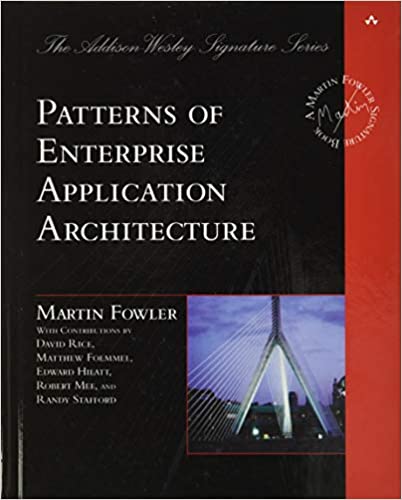 The Addison-Wesley Signature Series
A MARTIN FOWLER SIGNATURE BOOK
Martin
PATTERNS OF
ENTERPRISE
APPLICATION
ARCHITECTURE
MARTIN FOWLER
WITH CONTRIBUTIONS BY
DAVID RICE,
MATTHEW FOEMMEL,
EDWARD HIEATT,
ROBERT MEE, AND
RANDY STAFFORD